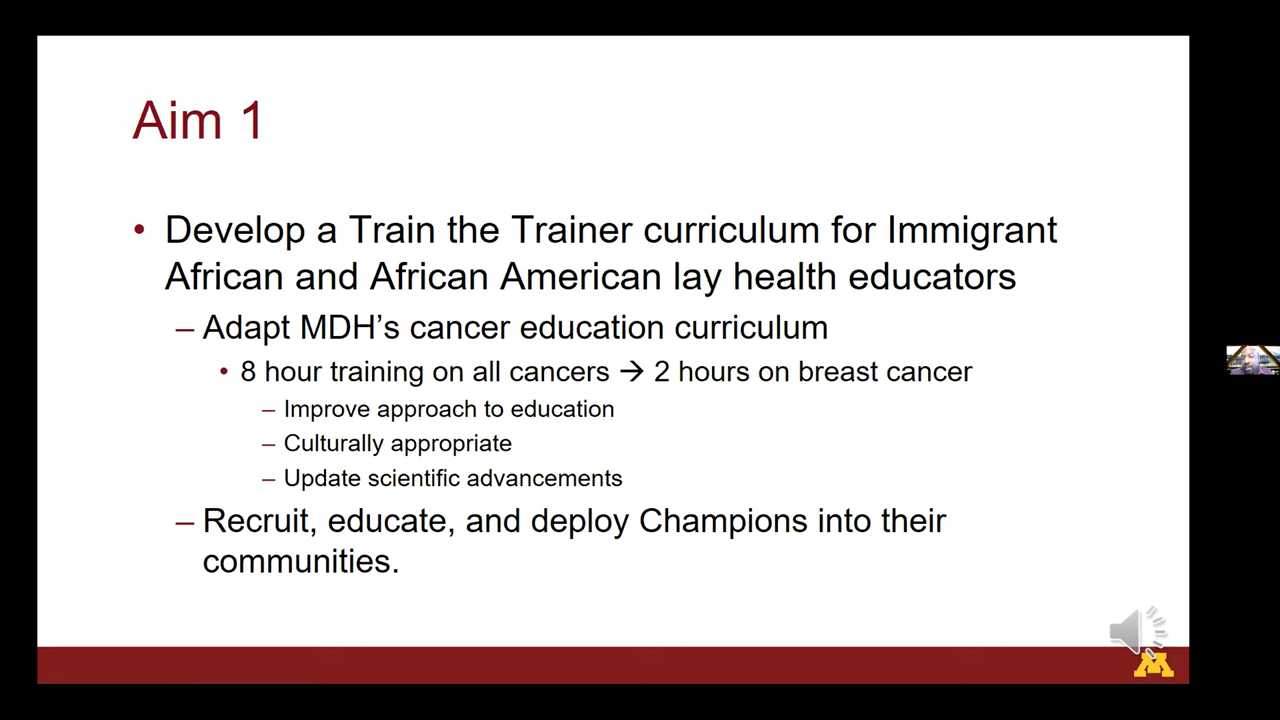 Aim 1
• Develop a Train the Trainer curriculum for Immigrant
African and African American lay health educators
– Adapt MDH’s cancer education curriculum
• 8 hour training on all cancers → 2 hours on breast cancer
– Improve approach to education
– Culturally appropriate
– Update scientific advancements
– Recruit, educate, and deploy Champions into their
communities.
M